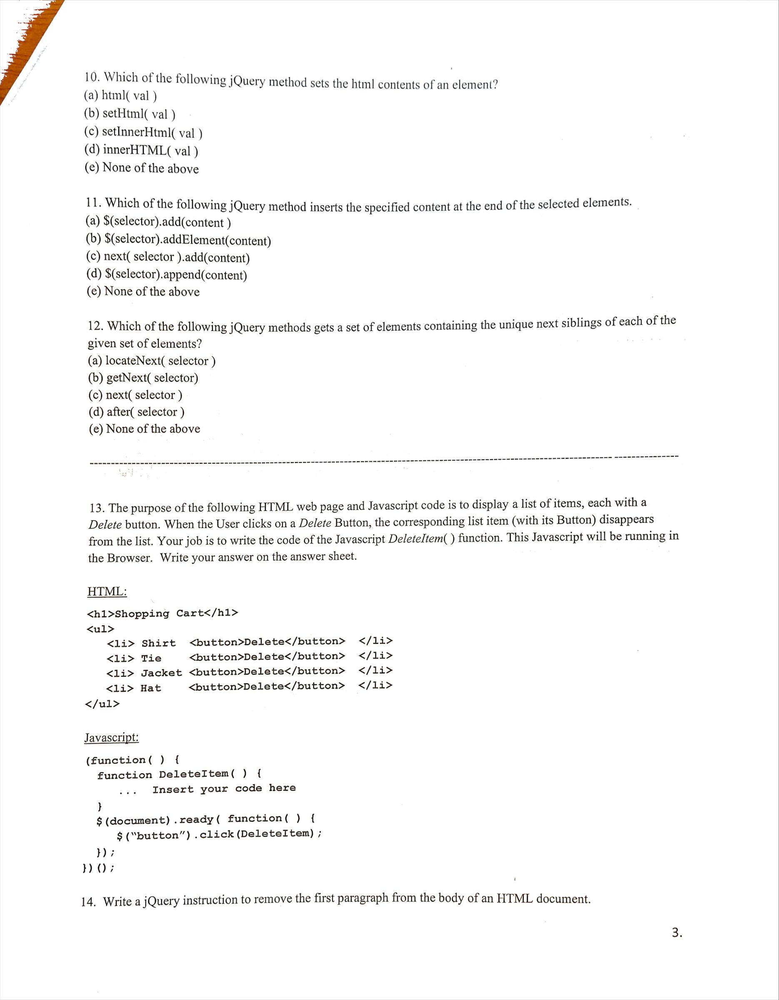 10. Which of the following jQuery method sets the html contents of an element?
(a) html( val )
(b) setHtml( val )
(c) setInnerHtml( val )
(d) innerHTML( val )
(e) None of the above
11. Which of the following jQuery method inserts the specified content at the end of the selected elements.
(a) $(selector).add(content )
(b) $(selector).addElement(content)
(c) next( selector ).add(content)
(d) $(selector).append(content)
(e) None of the above
12. Which of the following jQuery methods gets a set of elements containing the unique next siblings of each of the
given set of elements?
(a) locateNext( selector )
(b) getNext( selector)
(c) next( selector )
(d) after( selector )
(e) None of the above
13. The purpose of the following HTML web page and Javascript code is to display a list of items, each with a
Delete button. When the User clicks on a Delete Button, the corresponding list item (with its Button) disappears
from the list. Your job is to write the code of the Javascript DeleteItem( ) function. This Javascript will be running in
the Browser. Write your answer on the answer sheet.
HTML:
<h1>Shopping Cart</h1>
<ul>
<li> Shirt <button>Delete</button> </li>
<li> Tie <button>Delete</button> </li>
<li> Jacket <button>Delete</button> </li>
<li> Hat <button>Delete</button> </li>
</ul>
Javascript:
(function( ) {
function DeleteItem( ) {
... Insert your code here
}
$(document).ready( function( ) {
$(“button”).click(DeleteItem);
});
})();
14. Write a jQuery instruction to remove the first paragraph from the body of an HTML document.
3.